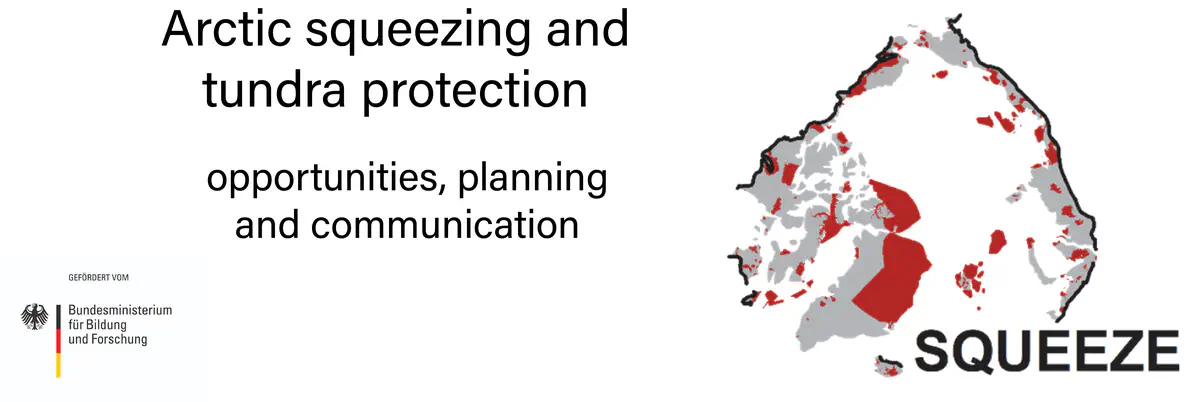 Arctic squeezing and
tundra protection
opportunities, planning
and communication
GEFÖRDERT VOM
Bundesministerium
für Bildung
und Forschung
SQUEEZE